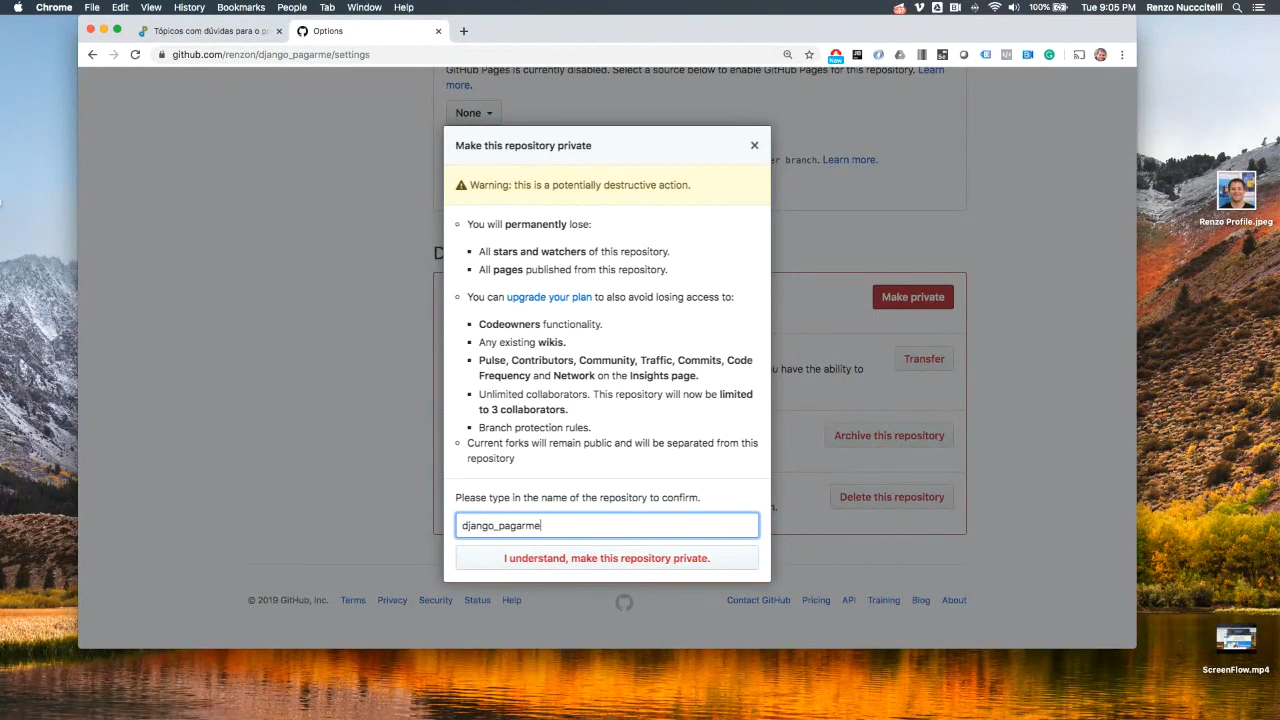 Chrome File Edit View History Bookmarks People Tab Window Help 100% Tue 9:05 PM Renzo Nuccitelli
Tópicos com dúvidas para o p Options
github.com/renzon/django_pagarme/settings
New
GitHub Pages is currently disabled. Select a source below to enable GitHub Pages for this repository. Learn
more.
None
Make this repository private
er branch. Learn more.
Warning: this is a potentially destructive action.
You will permanently lose:
All stars and watchers of this repository.
All pages published from this repository.
You can upgrade your plan to also avoid losing access to:
Make private
Codeowners functionality.
Any existing wikis.
Pulse, Contributors, Community, Traffic, Commits, Code
Frequency and Network on the Insights page.
u have the ability to
Transfer
Unlimited collaborators. This repository will now be limited
to 3 collaborators.
Branch protection rules.
Current forks will remain public and will be separated from this
repository
Archive this repository
Please type in the name of the repository to confirm.
Delete this repository
n.
django_pagarme
I understand, make this repository private.
© 2019 GitHub, Inc. Terms Privacy Security Status Help Contact GitHub Pricing API Training Blog About
Renzo Profile.jpeg
ScreenFlow.mp4